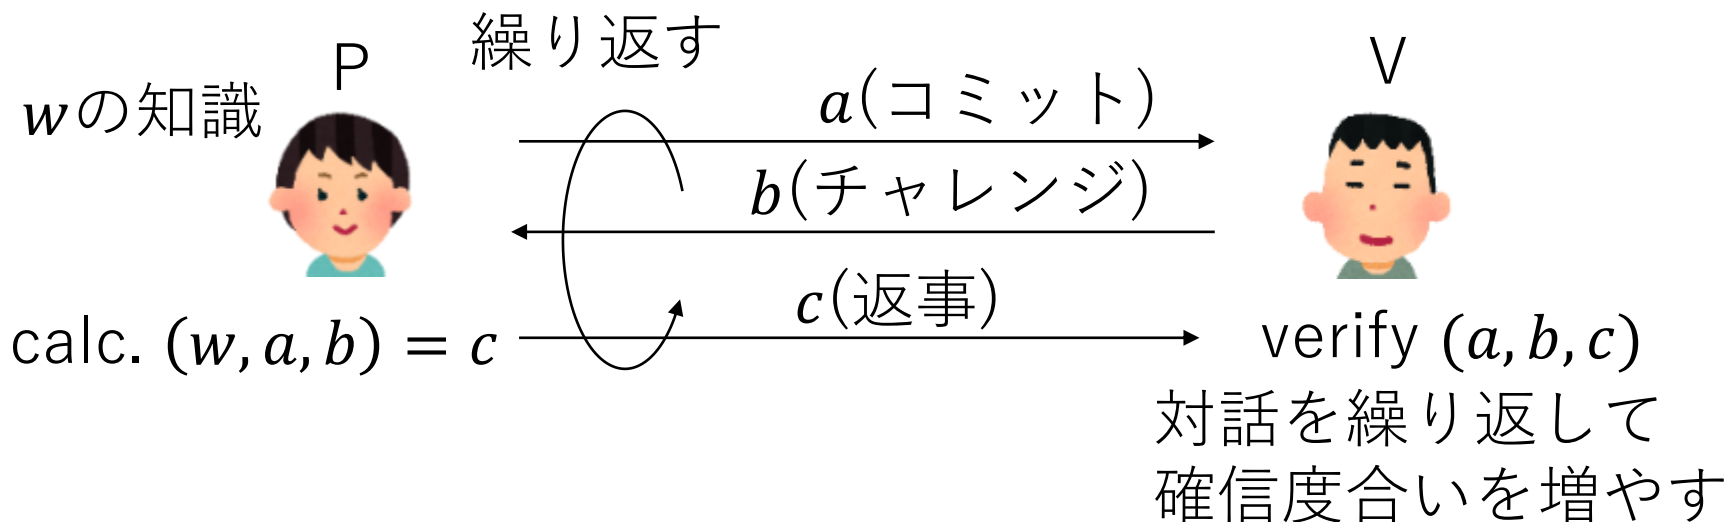 繰り返す
P
V
wの知識
a(コミット)
b(チャレンジ)
c(返事)
calc. (w, a, b) = c
verify (a, b, c)
対話を繰り返して
確信度合いを増やす